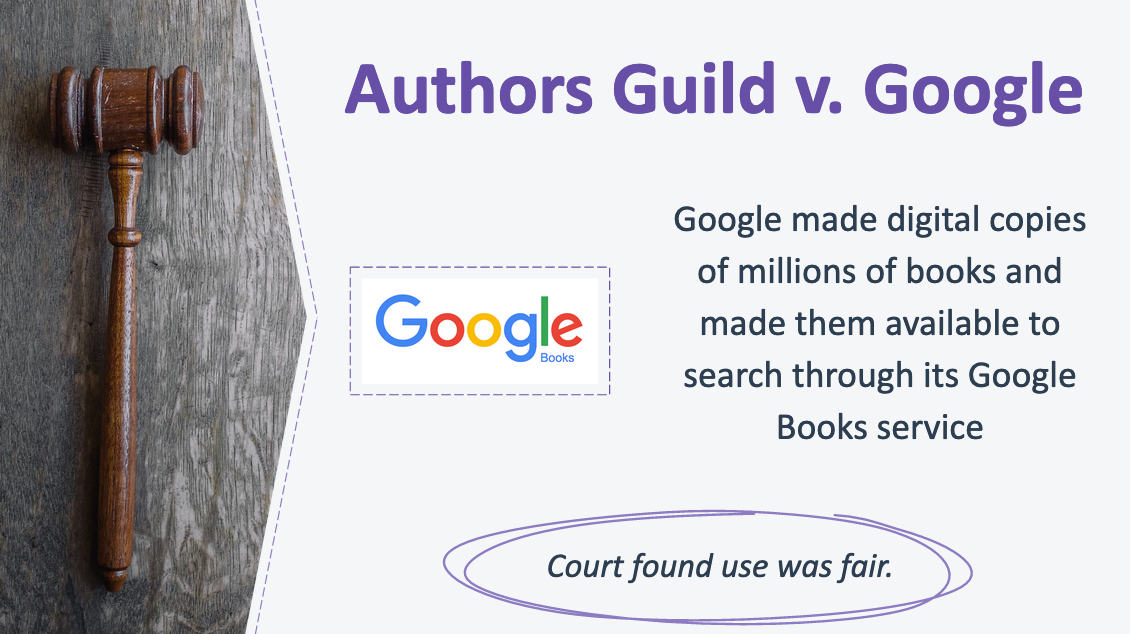 Authors Guild v. Google
Google
Books
Google made digital copies
of millions of books and
made them available to
search through its Google
Books service
Court found use was fair.